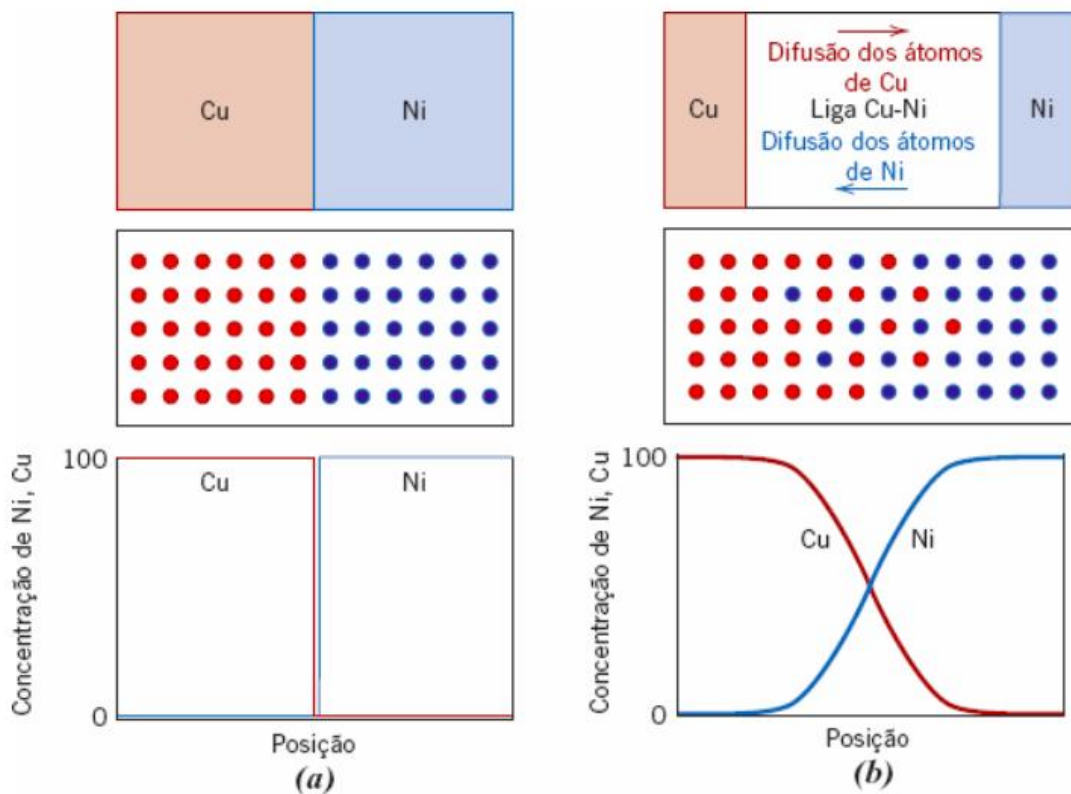 Cu
Ni
Cu
Difusão dos átomos
de Cu
Liga Cu-Ni
Difusão dos átomos
de Ni
Ni
Concentração de Ni, Cu
100
0
Cu
Ni
Posição
(a)
Concentração de Ni, Cu
100
0
Cu
Ni
Posição
(b)